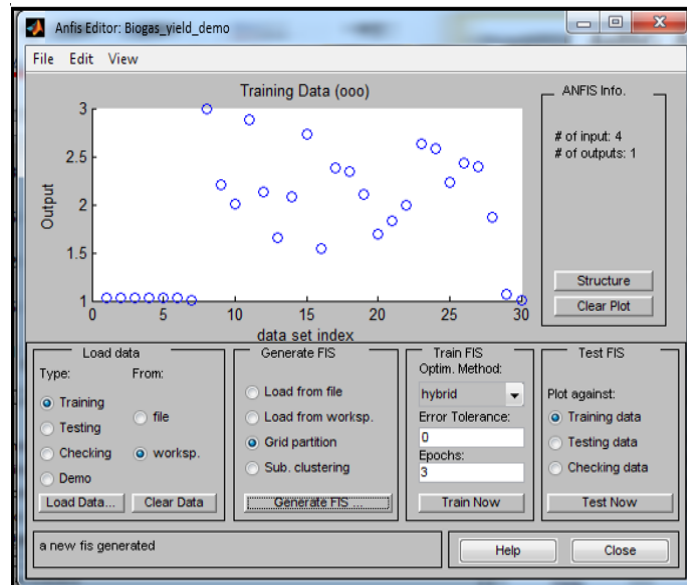 Anfis Editor: Biogas_yield_demo
File Edit View
Training Data (ooo)
3
2.5
2
1.5
1
Output
0 5 10 15 20 25 30
data set index
ANFIS Info.
# of input: 4
# of outputs: 1
Structure
Clear Plot
Load data
Type: From:
Training
Testing
Checking
Demo
file
worksp.
Load Data... Clear Data
Generate FIS
Load from file
Load from worksp.
Grid partition
Sub. clustering
Generate FIS ...
Train FIS
Optim. Method:
hybrid
Error Tolerance:
0
Epochs:
3
Train Now
Test FIS
Plot against:
Training data
Testing data
Checking data
Test Now
a new fis generated
Help Close